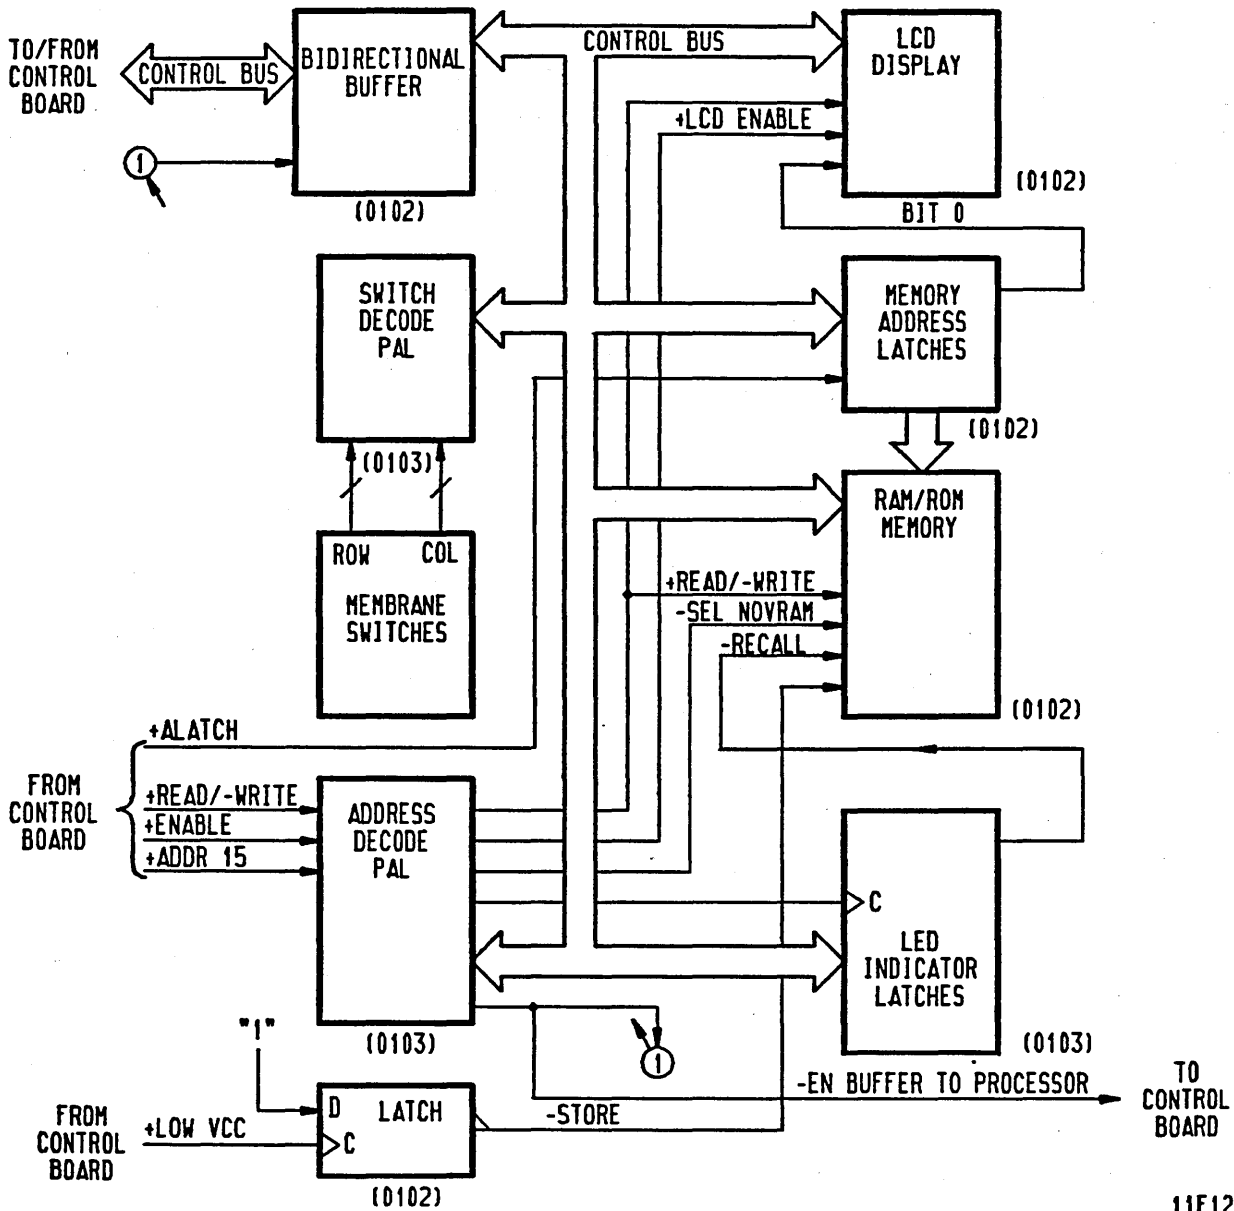 TO/FROM
CONTROL
BOARD
CONTROL BUS
BIDIRECTIONAL
BUFFER
(0102)
1
CONTROL BUS
LCD
DISPLAY
(0102)
+LCD ENABLE
BIT 0
SWITCH
DECODE
PAL
(0103)
MEMORY
ADDRESS
LATCHES
(0102)
ROW
COL
MEMBRANE
SWITCHES
RAM/ROM
MEMORY
(0102)
+READ/-WRITE
-SEL NOVRAM
-RECALL
FROM
CONTROL
BOARD
+ALATCH
+READ/-WRITE
+ENABLE
+ADDR 15
ADDRESS
DECODE
PAL
(0103)
C
LED
INDICATOR
LATCHES
(0103)
1
"1"
FROM
CONTROL
BOARD
+LOW VCC
D
LATCH
C
(0102)
-STORE
-EN BUFFER TO PROCESSOR
TO
CONTROL
BOARD
11F12